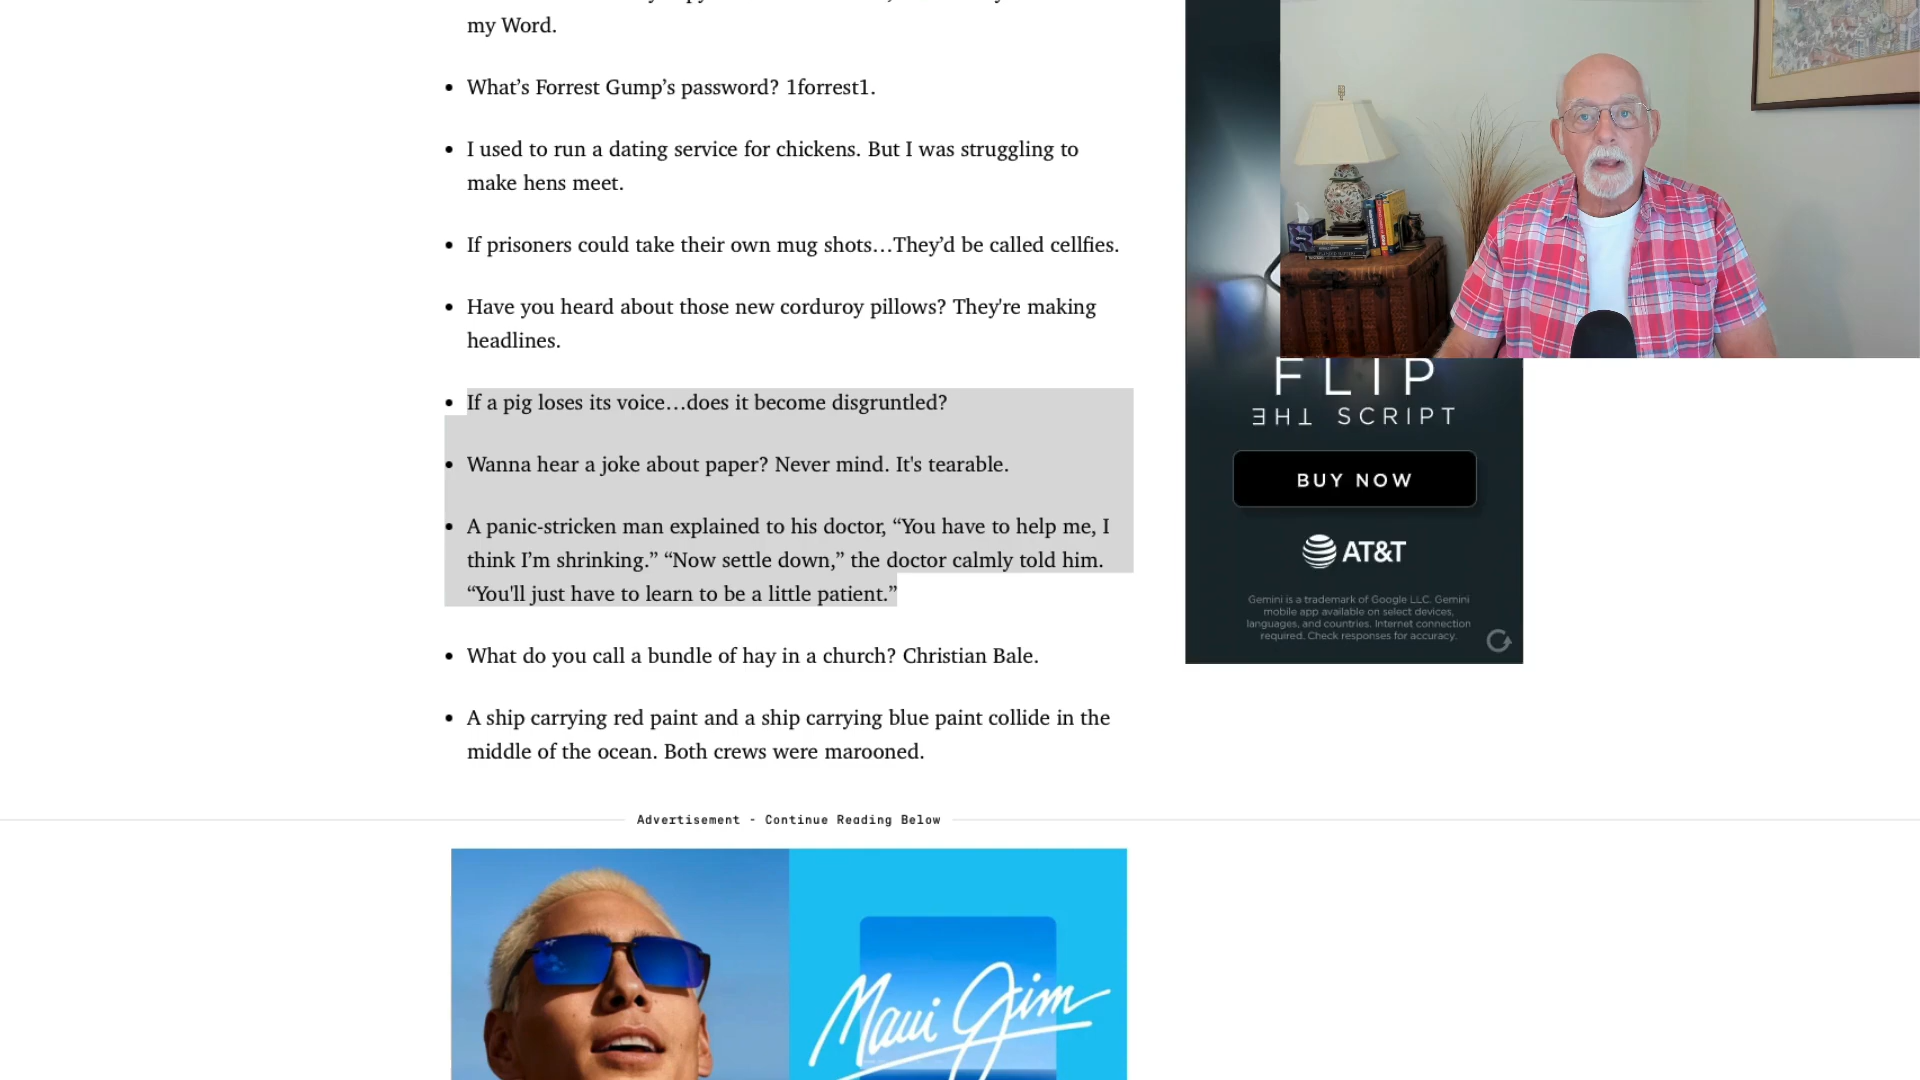 my Word.
What’s Forrest Gump’s password? 1forrest1.
I used to run a dating service for chickens. But I was struggling to
make hens meet.
If prisoners could take their own mug shots…They’d be called cellfies.
Have you heard about those new corduroy pillows? They're making
headlines.
If a pig loses its voice…does it become disgruntled?
Wanna hear a joke about paper? Never mind. It's tearable.
A panic-stricken man explained to his doctor, “You have to help me, I
think I’m shrinking.” “Now settle down,” the doctor calmly told him.
“You'll just have to learn to be a little patient.”
What do you call a bundle of hay in a church? Christian Bale.
A ship carrying red paint and a ship carrying blue paint collide in the
middle of the ocean. Both crews were marooned.
FLIP
THE SCRIPT
BUY NOW
AT&T
Gemini is a trademark of Google LLC. Gemini
mobile app available on select devices,
languages, and countries. Internet connection
required. Check responses for accuracy.
Advertisement - Continue Reading Below
Maui Jim